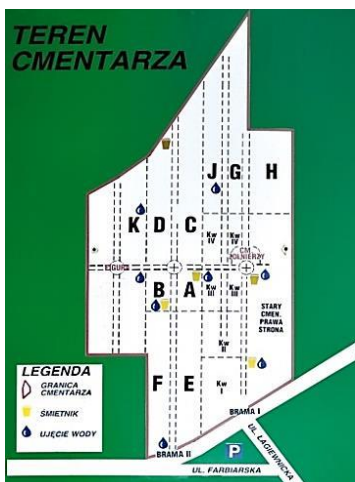 TEREN
CMENTARZA
J G H
K D C
Kw
IV
Kw
IV
CM.
ŻOŁNIERZY
B A
Kw
III
Kw
III
STARY
CMEN.
PRAWA
STRONA
Kw
II
F E
Kw
I
BRAMA I
BRAMA II
P
UL. ŁAGIEWNICKA
UL. FARBIARSKA
LEGENDA
GRANICA
CMENTARZA
ŚMIETNIK
UJĘCIE WODY